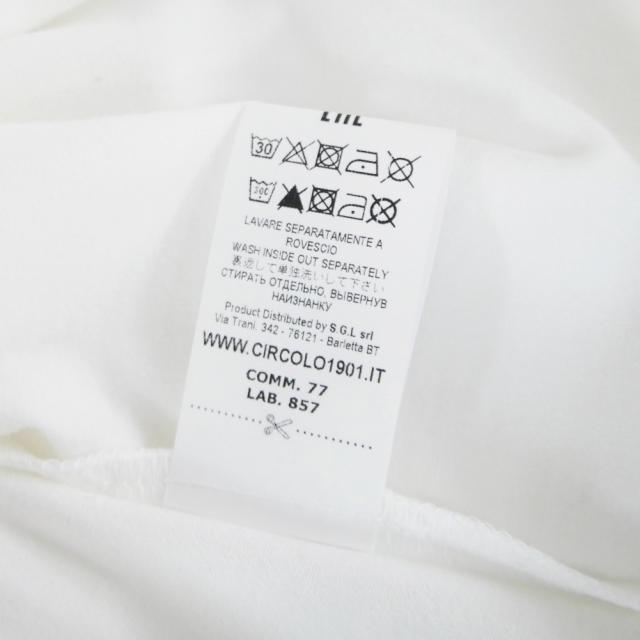 30
30C
LAVARE SEPARATAMENTE A
ROVESCIO
WASH INSIDE OUT SEPARATELY
裏返して単独洗いして下さい
СТИРАТЬ ОТДЕЛЬНО, ВЫВЕРНУВ
НАИЗНАНКУ
Product Distributed by S.G.L srl
Via Trani, 342 - 76121 - Barletta BT
WWW.CIRCOLO1901.IT
COMM. 77
LAB. 857